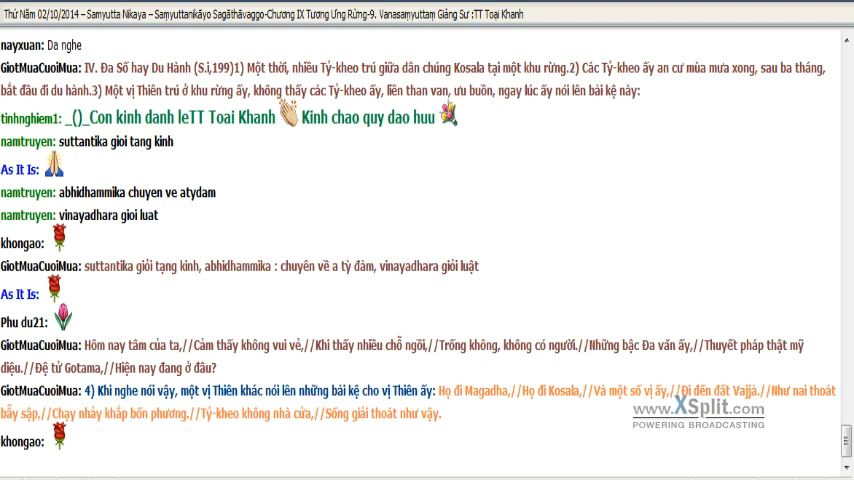 Thứ Năm 02/10/2014 – Samyutta Nikaya – Saṃyuttanikāyo Sagāthāvaggo-Chương IX Tương Ưng Rừng-9. Vanasaṃyuttaṃ Giảng Sư :TT Toại Khanh
nayxuan: Da nghe
GiotMuaCuoiMua: IV. Đa Số hay Du Hành (S.i,199)1) Một thời, nhiều Tỷ-kheo trú giữa dân chúng Kosala tại một khu rừng.2) Các Tỷ-kheo ấy an cư mùa mưa xong, sau ba tháng,
bắt đầu đi du hành.3) Một vị Thiên trú ở khu rừng ấy, không thấy các Tỷ-kheo ấy, liền than van, ưu buồn, ngay lúc ấy nói lên bài kệ này:
tinhnghiem1: _()_Con kinh danh leTT Toai Khanh Kinh chao quy dao huu
namtruyen: suttantika gioi tang kinh
As It Is:
namtruyen: abhidhammika chuyen ve atydam
namtruyen: vinayadhara gioi luat
khongao:
GiotMuaCuoiMua: suttantika giỏi tạng kinh, abhidhammika : chuyên về a tỳ đàm, vinayadhara giỏi luật
As It Is:
Phu du21:
GiotMuaCuoiMua: Hôm nay tâm của ta,//Cảm thấy không vui vẻ,//Khi thấy nhiều chỗ ngồi,//Trống không, không có người.//Những bậc Đa văn ấy,//Thuyết pháp thật mỹ
diệu.//Đệ tử Gotama,//Hiện nay đang ở đâu?
GiotMuaCuoiMua: 4) Khi nghe nói vậy, một vị Thiên khác nói lên những bài kệ cho vị Thiên ấy: Họ đi Magadha,//Họ đi Kosala,//Và một số vị ấy,//Đi đến đất Vajjà.//Như nai thoát
bẫy sập,//Chạy nhảy khắp bốn phương.//Tỷ-kheo không nhà cửa,//Sống giải thoát như vậy.
www.XSplit.com
POWERING BROADCASTING
khongao: